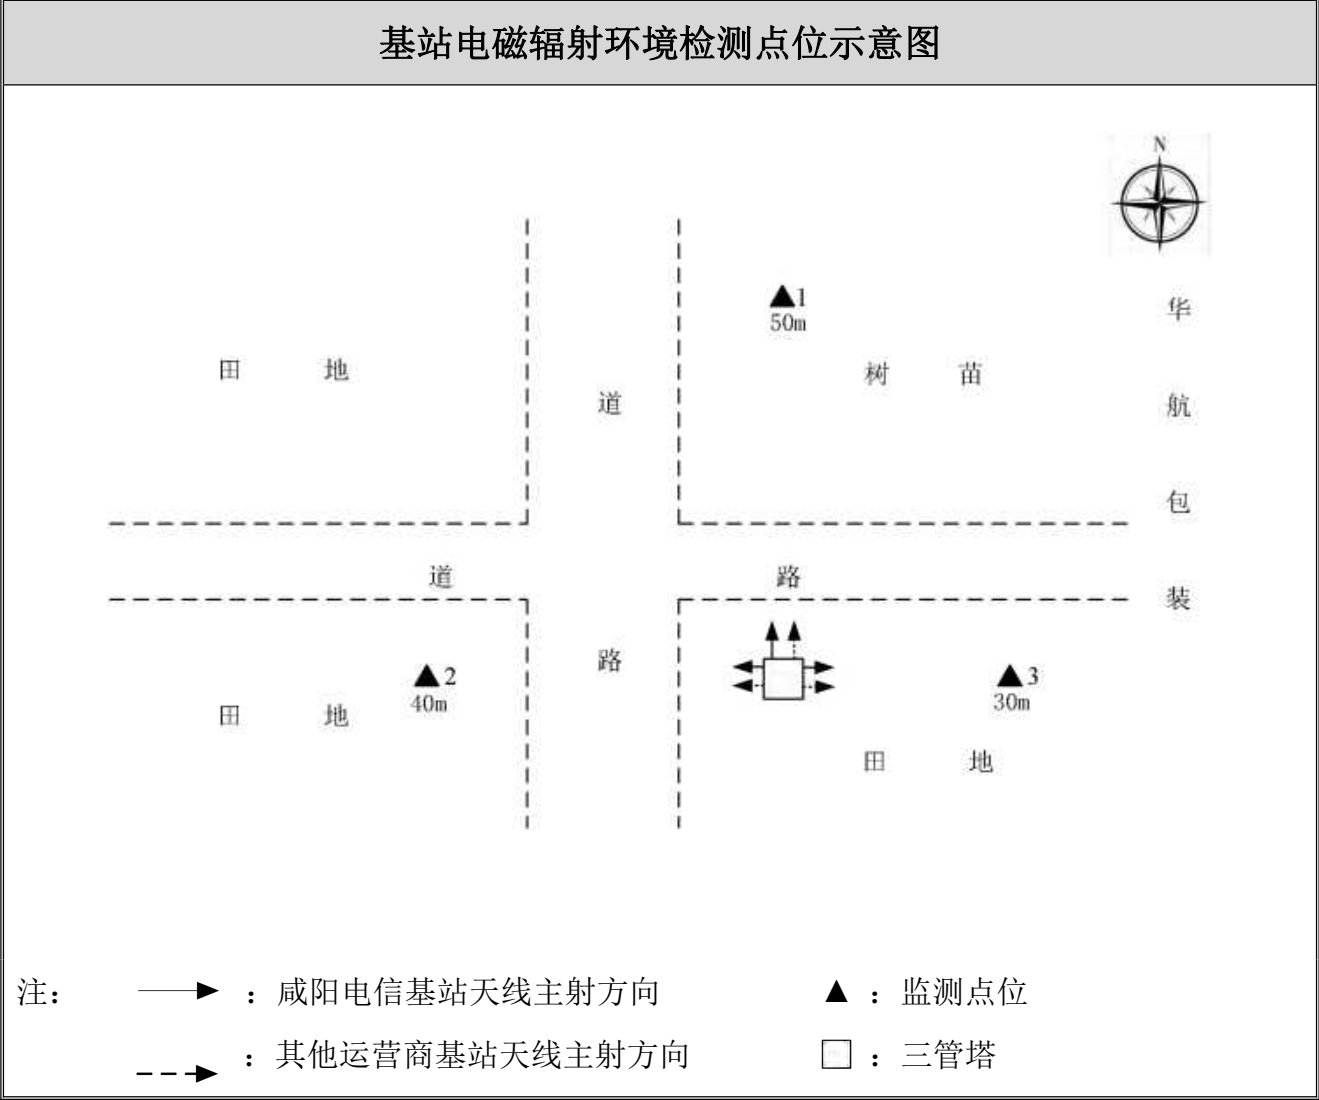 基站电磁辐射环境检测点位示意图
N
华航包装
▲1
50m
田 地
树 苗
道
道 路
路
▲2
40m
▲3
30m
田 地
田 地
注:
:咸阳电信基站天线主射方向
▲:监测点位
:其他运营商基站天线主射方向
:三管塔